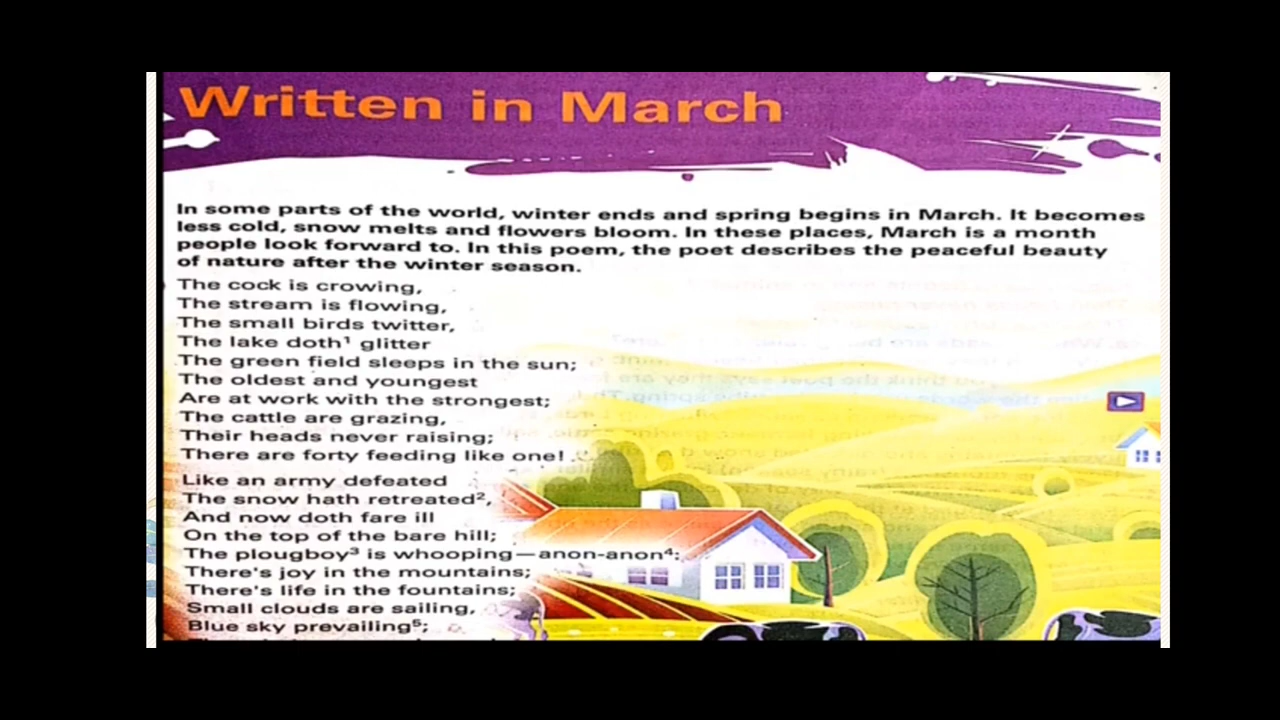 Written in March
In some parts of the world, winter ends and spring begins in March. It becomes
less cold, snow melts and flowers bloom. In these places, March is a month
people look forward to. In this poem, the poet describes the peaceful beauty
of nature after the winter season.
The cock is crowing,
The stream is flowing,
The small birds twitter,
The lake doth¹ glitter
The green field sleeps in the sun;
The oldest and youngest
Are at work with the strongest;
The cattle are grazing,
Their heads never raising;
There are forty feeding like one!
Like an army defeated
The snow hath retreated²,
And now doth fare ill
On the top of the bare hill;
The plougboy³ is whooping—anon-anon⁴:
There's joy in the mountains;
There's life in the fountains;
Small clouds are sailing,
Blue sky prevailing⁵;